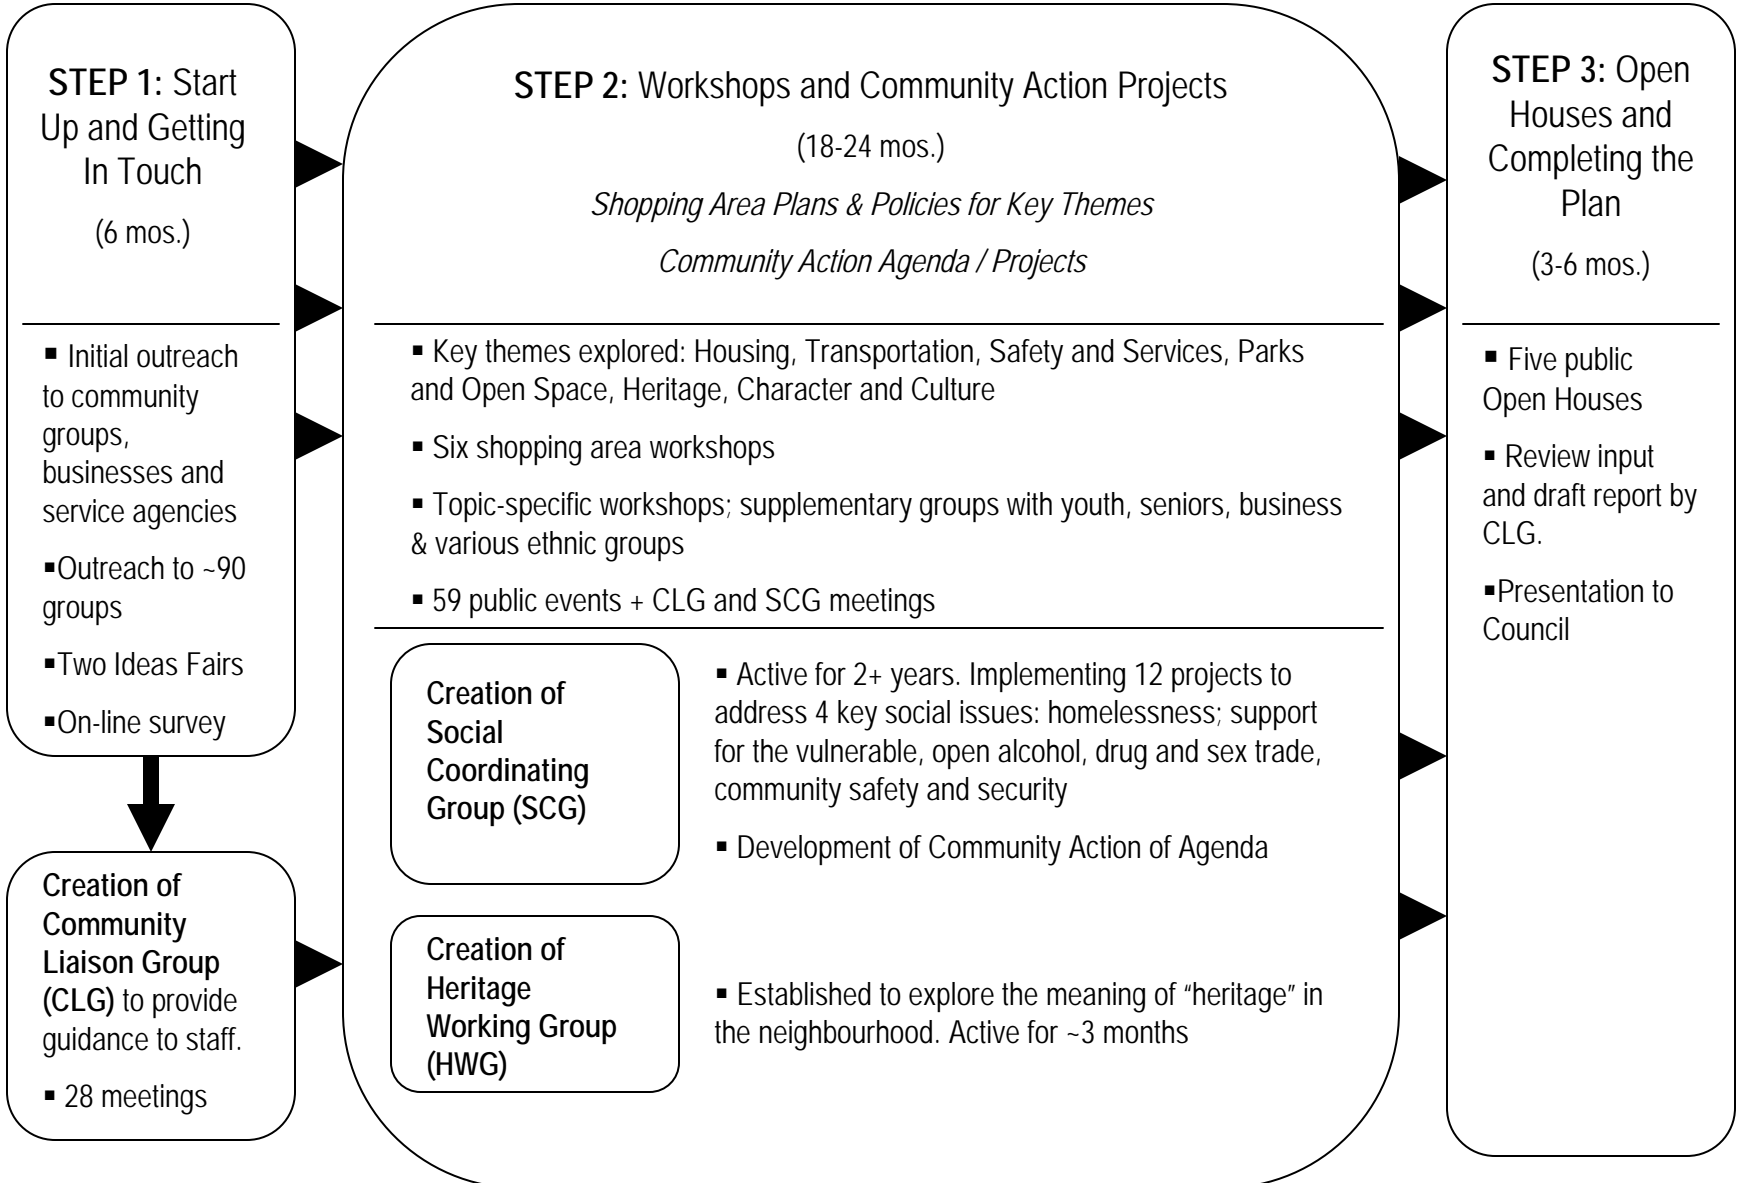 STEP 1: Start
Up and Getting
In Touch
(6 mos.)
▪ Initial outreach
to community
groups,
businesses and
service agencies
▪Outreach to ~90
groups
▪Two Ideas Fairs
▪On-line survey
Creation of
Community
Liaison Group
(CLG) to provide
guidance to staff.
▪ 28 meetings
STEP 2: Workshops and Community Action Projects
(18-24 mos.)
Shopping Area Plans & Policies for Key Themes
Community Action Agenda / Projects
▪ Key themes explored: Housing, Transportation, Safety and Services, Parks
and Open Space, Heritage, Character and Culture
▪ Six shopping area workshops
▪ Topic-specific workshops; supplementary groups with youth, seniors, business
& various ethnic groups
▪ 59 public events + CLG and SCG meetings
Creation of
Social
Coordinating
Group (SCG)
▪ Active for 2+ years. Implementing 12 projects to
address 4 key social issues: homelessness; support
for the vulnerable, open alcohol, drug and sex trade,
community safety and security
▪ Development of Community Action of Agenda
Creation of
Heritage
Working Group
(HWG)
▪ Established to explore the meaning of “heritage” in
the neighbourhood. Active for ~3 months
STEP 3: Open
Houses and
Completing the
Plan
(3-6 mos.)
▪ Five public
Open Houses
▪ Review input
and draft report by
CLG.
▪Presentation to
Council